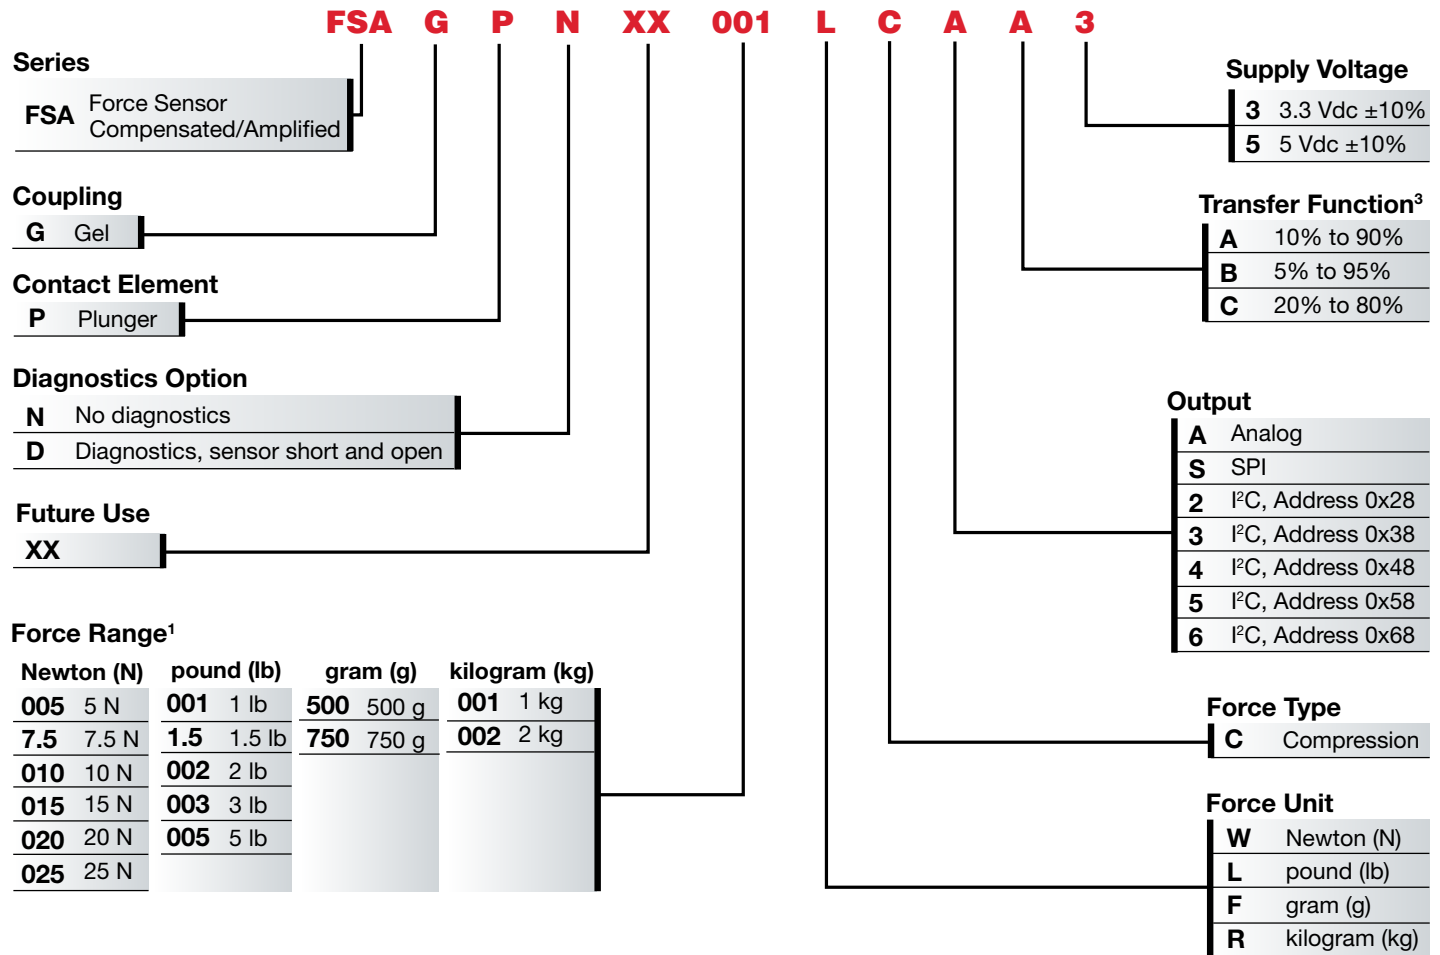 FSA G P N XX 001 L C A A 3
Series
FSA Force Sensor
Compensated/Amplified
Coupling
G Gel
Contact Element
P Plunger
Diagnostics Option
N No diagnostics
D Diagnostics, sensor short and open
Future Use
XX
Force Range¹
Newton (N) pound (lb) gram (g) kilogram (kg)
005 5 N 001 1 lb 500 500 g 001 1 kg
7.5 7.5 N 1.5 1.5 lb 750 750 g 002 2 kg
010 10 N 002 2 lb
015 15 N 003 3 lb
020 20 N 005 5 lb
025 25 N
Supply Voltage
3 3.3 Vdc ±10%
5 5 Vdc ±10%
Transfer Function³
A 10% to 90%
B 5% to 95%
C 20% to 80%
Output
A Analog
S SPI
2 I²C, Address 0x28
3 I²C, Address 0x38
4 I²C, Address 0x48
5 I²C, Address 0x58
6 I²C, Address 0x68
Force Type
C Compression
Force Unit
W Newton (N)
L pound (lb)
F gram (g)
R kilogram (kg)